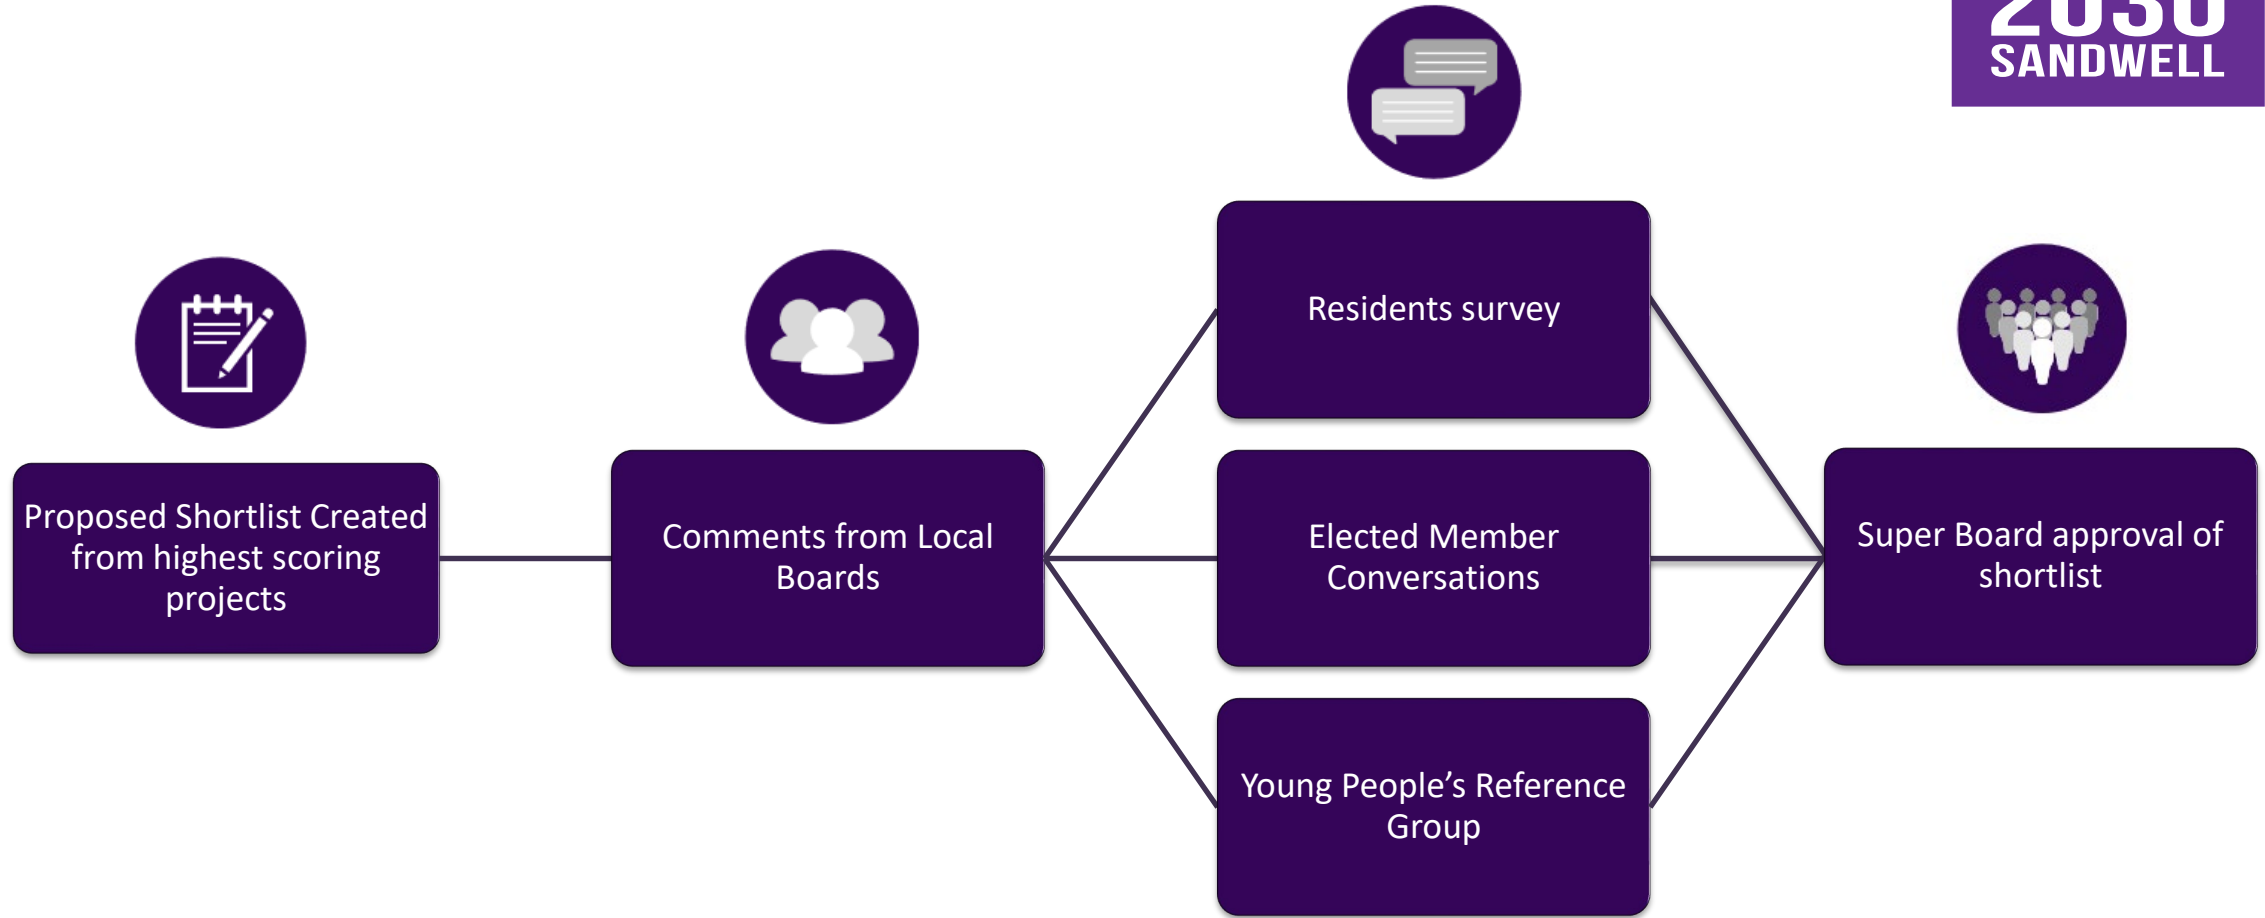 2030
SANDWELL
Proposed Shortlist Created
from highest scoring
projects
Comments from Local
Boards
Residents survey
Elected Member
Conversations
Young People’s Reference
Group
Super Board approval of
shortlist